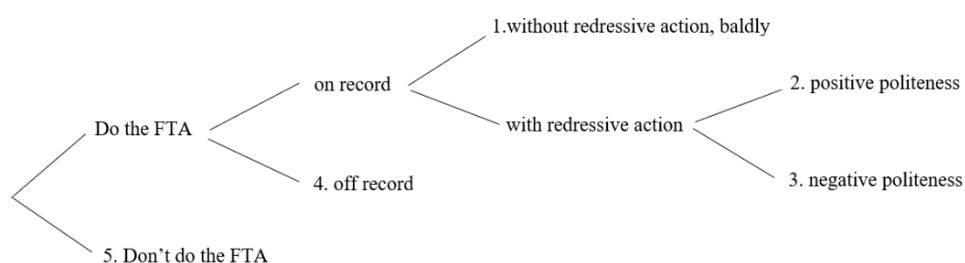 1.without redressive action, baldly
on record
2. positive politeness
Do the FTA
with redressive action
4. off record
3. negative politeness
5. Don’t do the FTA